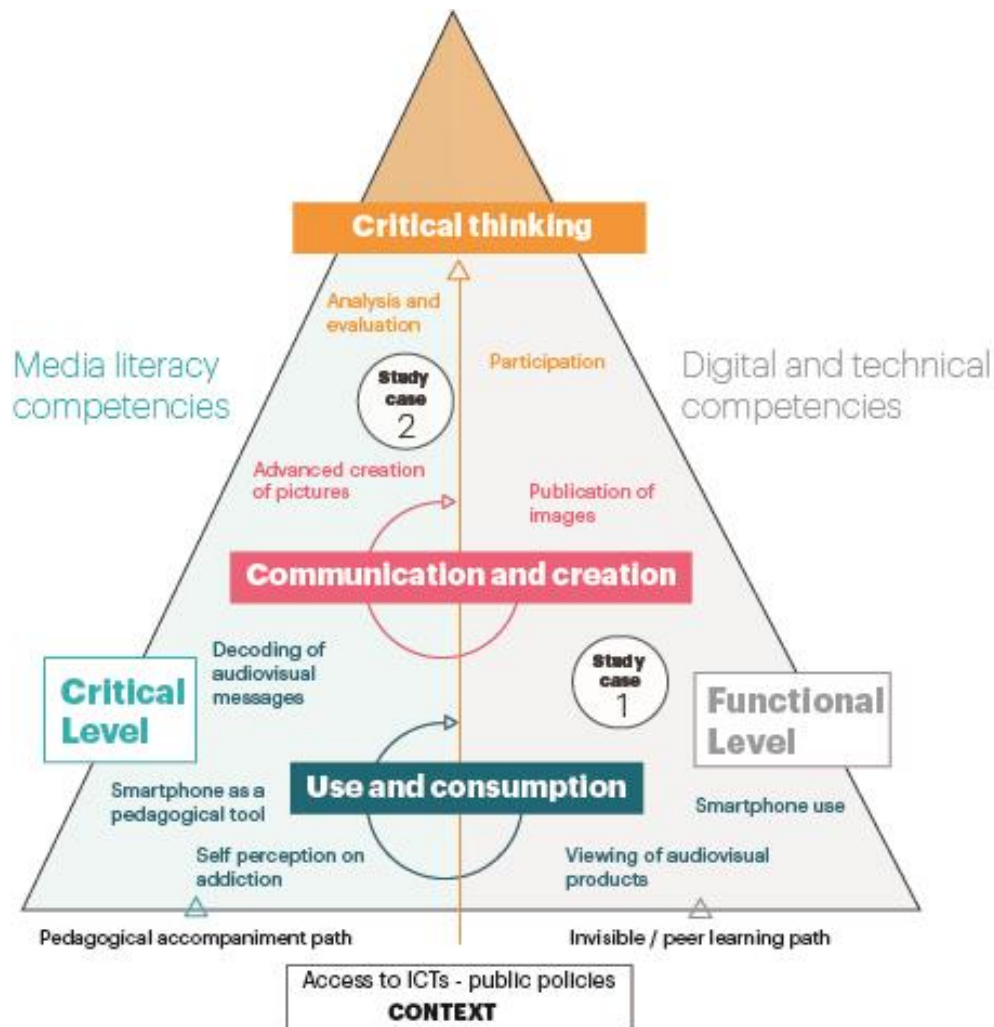 Critical thinking
Analysis and
evaluation
Participation
Media literacy
competencies
Digital and technical
competencies
Study
case
2
Advanced creation
of pictures
Publication of
images
Communication and creation
Decoding of
audiovisual
messages
Study
case
1
Critical
Level
Functional
Level
Use and consumption
Smartphone as a
pedagogical tool
Smartphone use
Self perception on
addiction
Viewing of audiovisual
products
Pedagogical accompaniment path
Invisible / peer learning path
Access to ICTs - public policies
CONTEXT